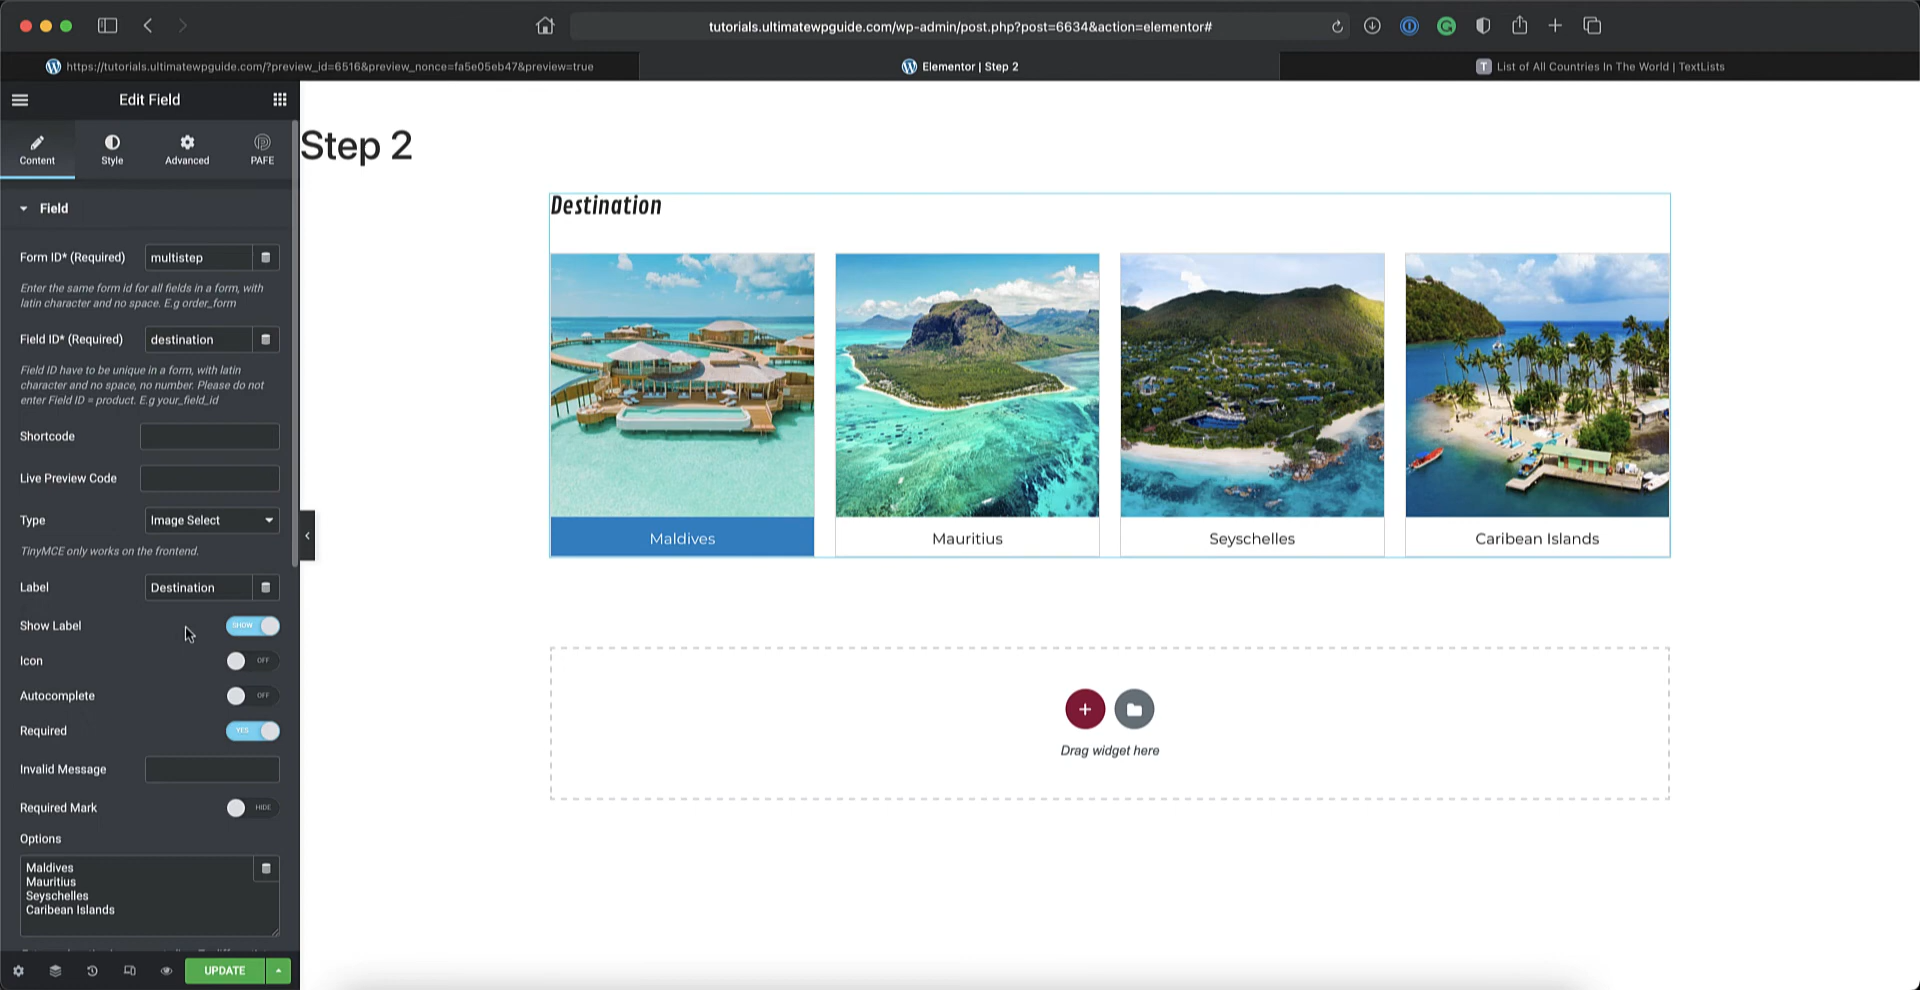 tutorials.ultimatewpguide.com/wp-admin/post.php?post=6634&action=elementor#
https://tutorials.ultimatewpguide.com/?preview_id=6516&preview_nonce=fa5e05eb47&preview=true
Elementor | Step 2
T List of All Countries In The World | TextLists
Edit Field
Content
Style
Advanced
PAFE
Field
Form ID* (Required) multistep
Enter the same form id for all fields in a form, with
latin character and no space. E.g order_form
Field ID* (Required) destination
Field ID have to be unique in a form, with latin
character and no space, no number. Please do not
enter Field ID = product. E.g your_field_id
Shortcode
Live Preview Code
Type Image Select
TinyMCE only works on the frontend.
Label Destination
Show Label SHOW
Icon OFF
Autocomplete OFF
Required YES
Invalid Message
Required Mark HIDE
Options
Maldives
Mauritius
Seyschelles
Caribean Islands
UPDATE
Step 2
Destination
Maldives
Mauritius
Seyschelles
Caribean Islands
Drag widget here